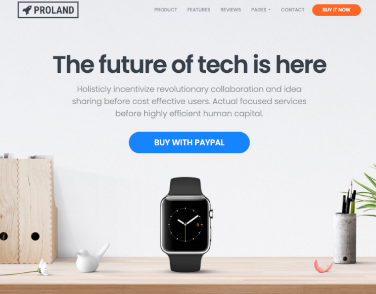 PROLAND
PRODUCT FEATURES REVIEWS PAGES CONTACT BUY IT NOW
The future of tech is here
Holisticly incentivize revolutionary collaboration and idea
sharing before cost effective users. Actual focused services
before highly efficient human capital.
BUY WITH PAYPAL